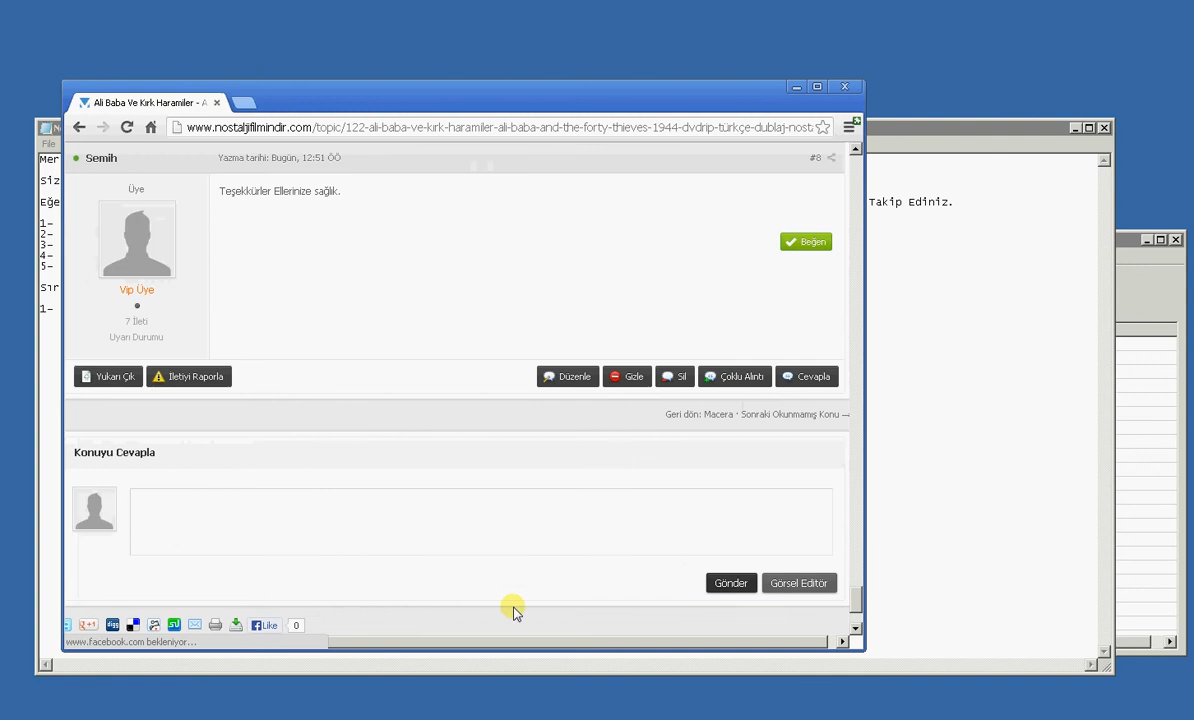 Ali Baba Ve Kırk Haramiler - A
www.nostaljifilmindir.com/topic/122-ali-baba-ve-kırk-haramiler-ali-baba-and-the-forty-thieves-1944-dvdrip-türkçe-dublaj-nost
File
Semih
Yazma tarihi: Bugün, 12:51 ÖÖ
#8
Mer
Siz
Eğe
1-
2-
3-
4-
5-
Sır
1-
Takip Ediniz.
Üye
Teşekkürler Ellerinize sağlık.
Beğen
Vip Üye
7 İleti
Uyarı Durumu
Yukarı Çık
İletiyi Raporla
Düzenle
Gizle
Sil
Çoklu Alıntı
Cevapla
Geri dön: Macera · Sonraki Okunmamış Konu →
Konuyu Cevapla
Gönder
Görsel Editör
+1
digg
Like
0
www.facebook.com bekleniyor...